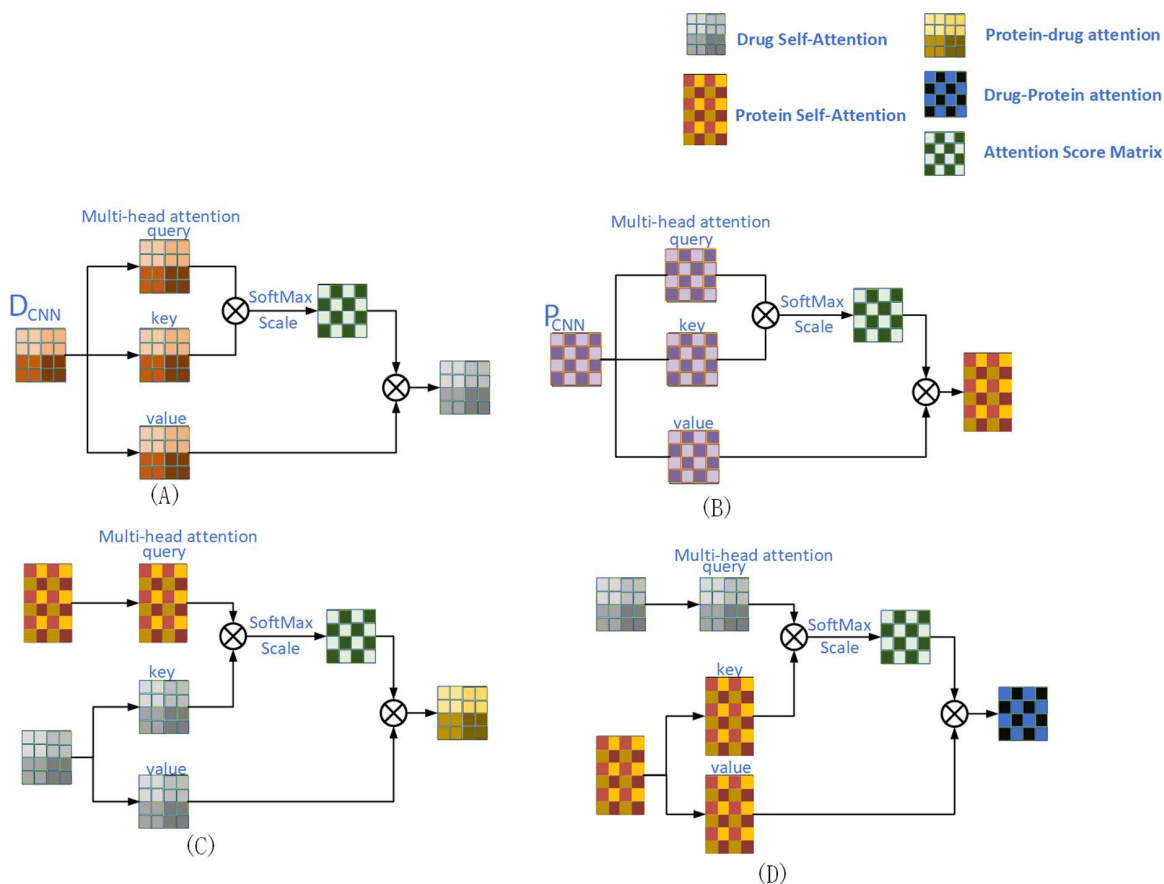 Drug Self-Attention
Protein-drug attention
Protein Self-Attention
Drug-Protein attention
Attention Score Matrix
Multi-head attention
query
D_CNN
key
SoftMax
Scale
value
(A)
Multi-head attention
query
P_CNN
key
SoftMax
Scale
value
(B)
Multi-head attention
query
SoftMax
Scale
key
value
(C)
Multi-head attention
query
SoftMax
Scale
key
value
(D)